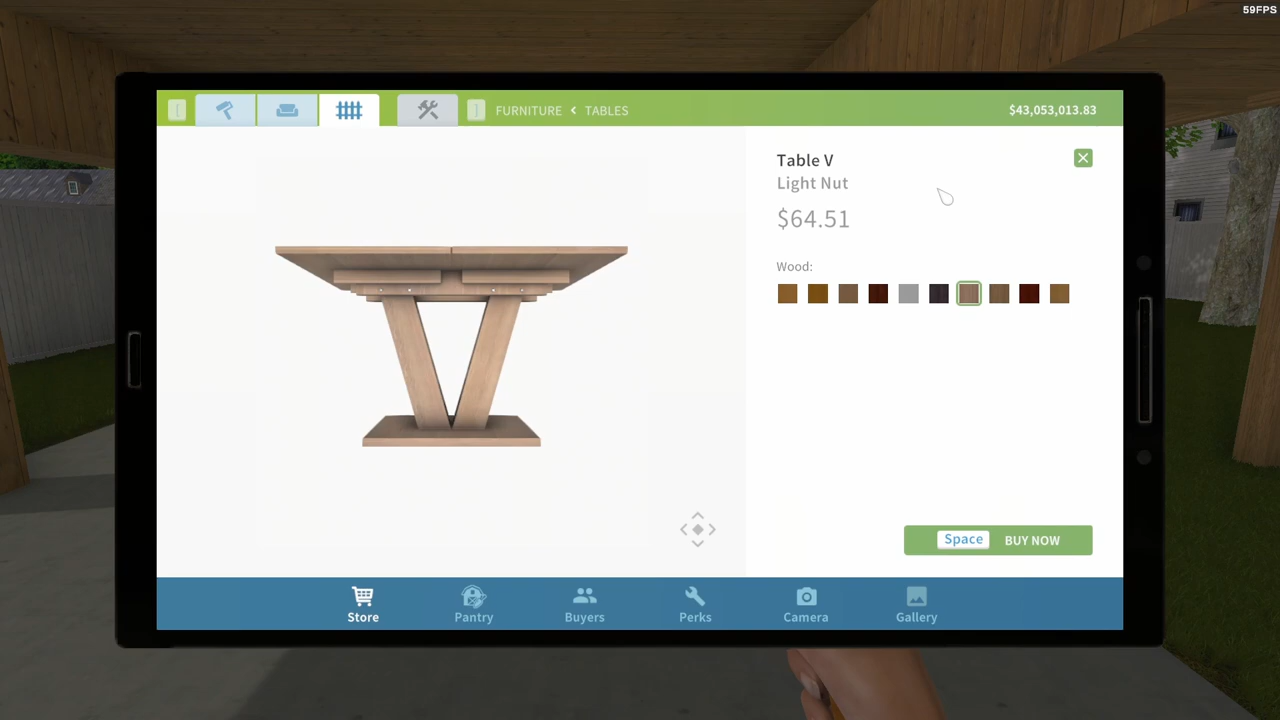 59FPS
[
]
FURNITURE < TABLES
$43,053,013.83
Table V
Light Nut
$64.51
Wood:
Space BUY NOW
Store
Pantry
Buyers
Perks
Camera
Gallery